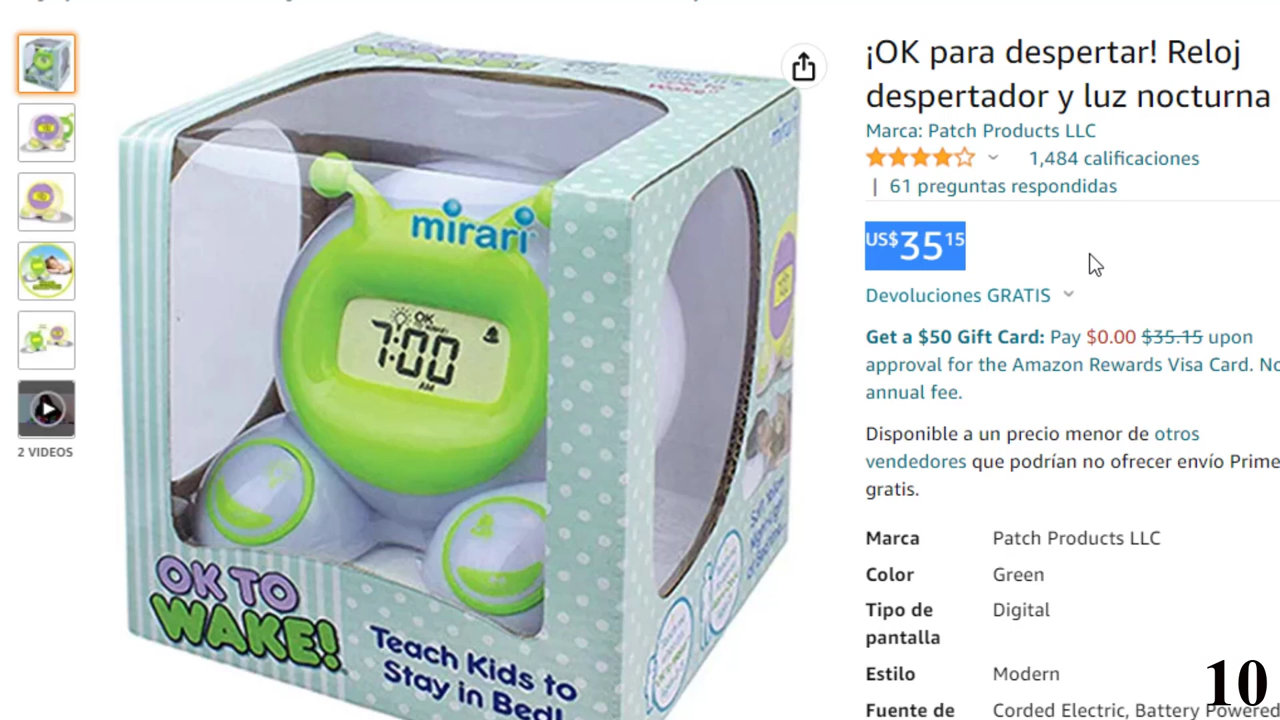 ¡OK para despertar! Reloj
despertador y luz nocturna
Marca: Patch Products LLC
1,484 calificaciones
| 61 preguntas respondidas
US$35 15
Devoluciones GRATIS
Get a $50 Gift Card: Pay $0.00 $35.15 upon
approval for the Amazon Rewards Visa Card. No
annual fee.
Disponible a un precio menor de otros
vendedores que podrían no ofrecer envío Prime
gratis.
Marca Patch Products LLC
Color Green
Tipo de
pantalla
Digital
Estilo Modern
Fuente de Corded Electric, Battery Powered
10
2 VIDEOS
mirari
OK
7:00
AM
OK TO
WAKE!
Teach Kids to
Stay in Bed!